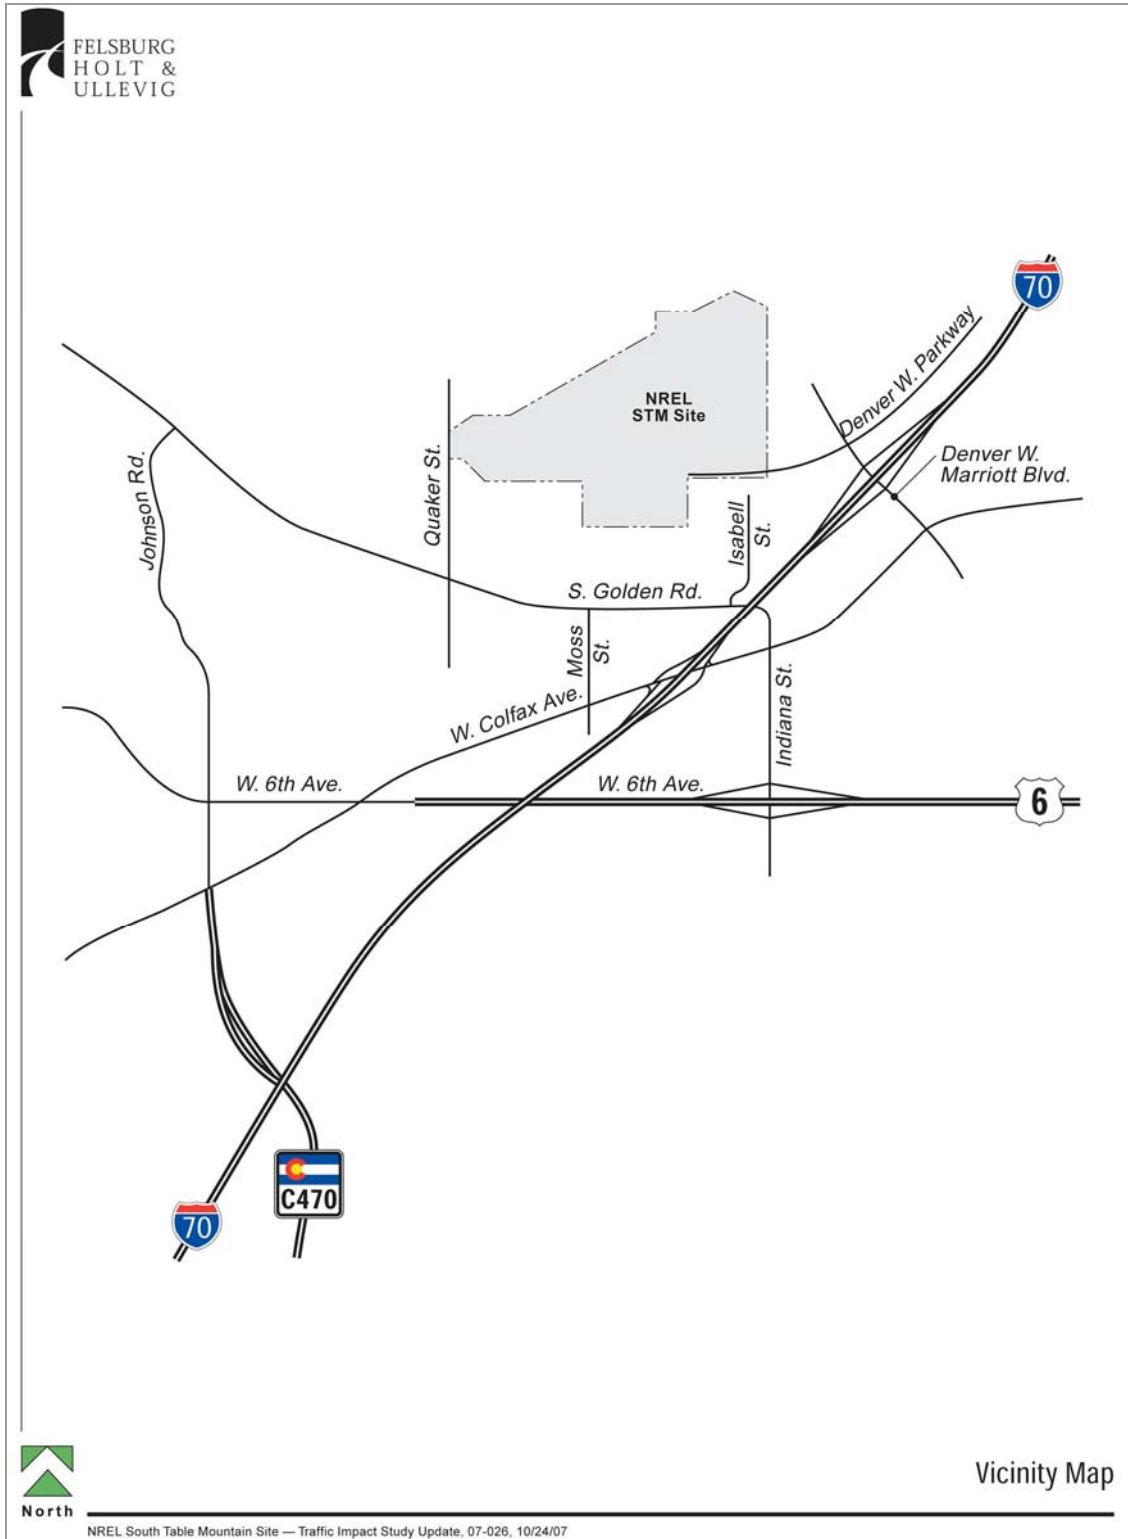 FELSBURG
HOLT &
ULLEVIG
70
Denver W. Parkway
NREL
STM Site
Denver W.
Marriott Blvd.
Quaker St.
Johnson Rd.
Isabell
St.
S. Golden Rd.
Moss
St.
W. Colfax Ave.
Indiana St.
W. 6th Ave.
W. 6th Ave.
6
C470
70
North
Vicinity Map
NREL South Table Mountain Site — Traffic Impact Study Update, 07-026, 10/24/07